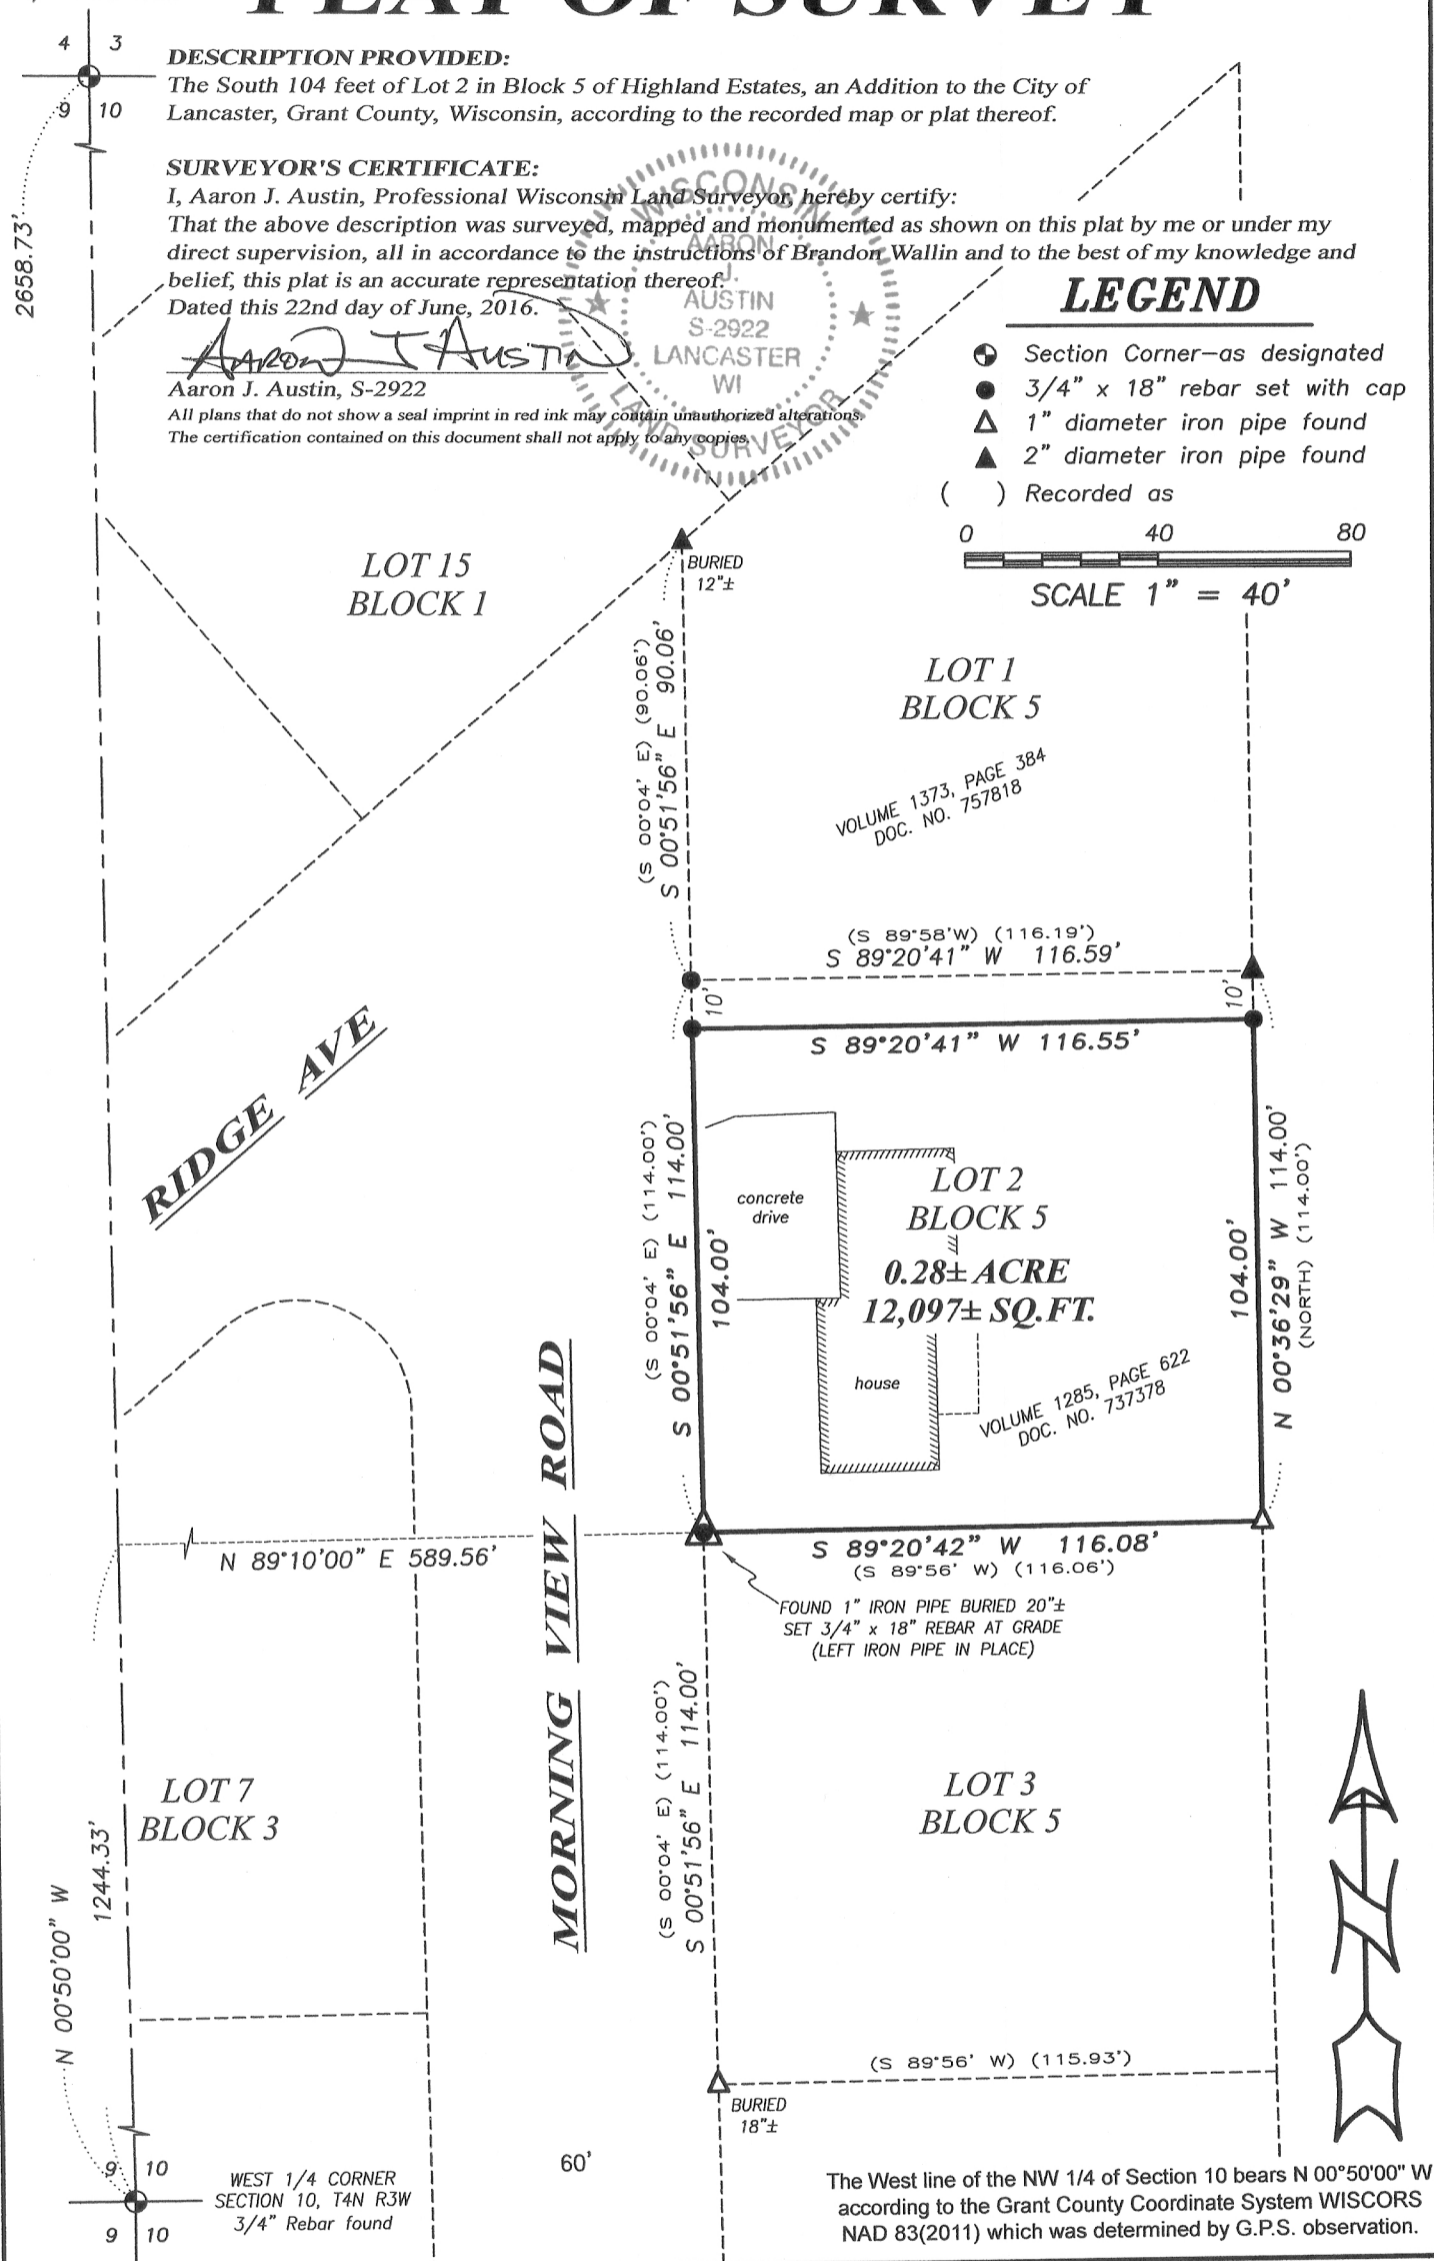 PLAT OF SURVEY
4 3
9 10
2658.73'
DESCRIPTION PROVIDED:
The South 104 feet of Lot 2 in Block 5 of Highland Estates, an Addition to the City of
Lancaster, Grant County, Wisconsin, according to the recorded map or plat thereof.
SURVEYOR'S CERTIFICATE:
I, Aaron J. Austin, Professional Wisconsin Land Surveyor, hereby certify:
That the above description was surveyed, mapped and monumented as shown on this plat by me or under my
direct supervision, all in accordance to the instructions of Brandon Wallin and to the best of my knowledge and
belief, this plat is an accurate representation thereof.
Dated this 22nd day of June, 2016.
AARON J AUSTIN
Aaron J. Austin, S-2922
All plans that do not show a seal imprint in red ink may contain unauthorized alterations.
The certification contained on this document shall not apply to any copies.
WISCONSIN
AARON
J.
AUSTIN
S-2922
LANCASTER
WI
LAND SURVEYOR
LEGEND
Section Corner—as designated
3/4" x 18" rebar set with cap
1" diameter iron pipe found
2" diameter iron pipe found
( ) Recorded as
0 40 80
SCALE 1" = 40'
LOT 15
BLOCK 1
BURIED
12"±
(S 00°04' E) (90.06')
S 00°51'56" E 90.06'
LOT 1
BLOCK 5
VOLUME 1373, PAGE 384
DOC. NO. 757818
(S 89°58'W) (116.19')
S 89°20'41" W 116.59'
10'
10'
S 89°20'41" W 116.55'
RIDGE AVE
(S 00°04' E) (114.00')
S 00°51'56" E 114.00'
104.00'
concrete
drive
LOT 2
BLOCK 5
0.28± ACRE
12,097± SQ.FT.
house
VOLUME 1285, PAGE 622
DOC. NO. 737378
104.00'
N 00°36'29" W 114.00'
(NORTH) (114.00')
MORNING VIEW ROAD
N 89°10'00" E 589.56'
S 89°20'42" W 116.08'
(S 89°56' W) (116.06')
FOUND 1" IRON PIPE BURIED 20"±
SET 3/4" x 18" REBAR AT GRADE
(LEFT IRON PIPE IN PLACE)
(S 00°04' E) (114.00')
S 00°51'56" E 114.00'
LOT 7
BLOCK 3
LOT 3
BLOCK 5
1244.33'
N 00°50'00" W
N
(S 89°56' W) (115.93')
BURIED
18"±
60'
9 10
9 10
WEST 1/4 CORNER
SECTION 10, T4N R3W
3/4" Rebar found
The West line of the NW 1/4 of Section 10 bears N 00°50'00" W
according to the Grant County Coordinate System WISCORS
NAD 83(2011) which was determined by G.P.S. observation.